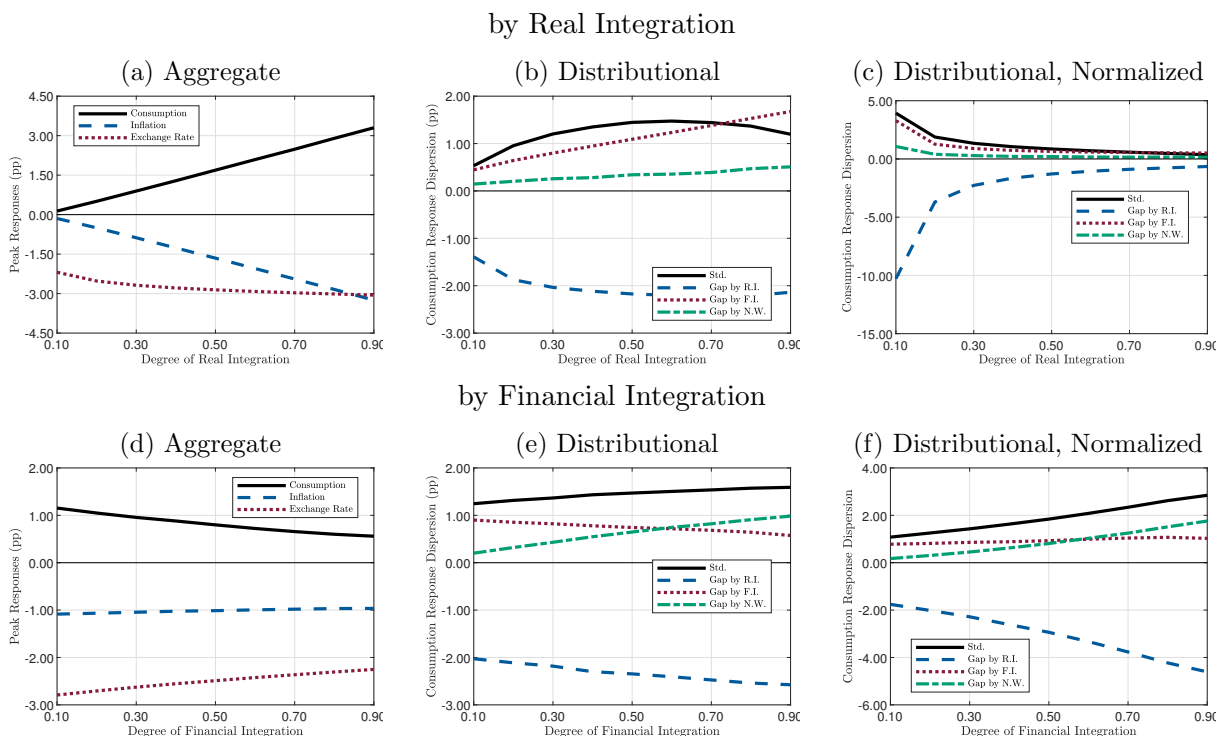 by Real Integration
(a) Aggregate
(b) Distributional
(c) Distributional, Normalized
Peak Responses (pp)
4.50
3.00
1.50
0.00
-1.50
-3.00
-4.50
Consumption
Inflation
Exchange Rate
0.10
0.30
0.50
0.70
0.90
Degree of Real Integration
Consumption Response Dispersion (pp)
2.00
1.00
0.00
-1.00
-2.00
-3.00
Std.
Gap by R.I.
Gap by F.I.
Gap by N.W.
0.10
0.30
0.50
0.70
0.90
Degree of Real Integration
Consumption Response Dispersion
5.00
0.00
-5.00
-10.00
-15.00
Std.
Gap by R.I.
Gap by F.I.
Gap by N.W.
0.10
0.30
0.50
0.70
0.90
Degree of Real Integration
by Financial Integration
(d) Aggregate
(e) Distributional
(f) Distributional, Normalized
Peak Responses (pp)
2.00
1.00
0.00
-1.00
-2.00
-3.00
Consumption
Inflation
Exchange Rate
0.10
0.30
0.50
0.70
0.90
Degree of Financial Integration
Consumption Response Dispersion (pp)
2.00
1.00
0.00
-1.00
-2.00
-3.00
Std.
Gap by R.I.
Gap by F.I.
Gap by N.W.
0.10
0.30
0.50
0.70
0.90
Degree of Financial Integration
Consumption Response Dispersion
4.00
2.00
0.00
-2.00
-4.00
-6.00
Std.
Gap by R.I.
Gap by F.I.
Gap by N.W.
0.10
0.30
0.50
0.70
0.90
Degree of Financial Integration